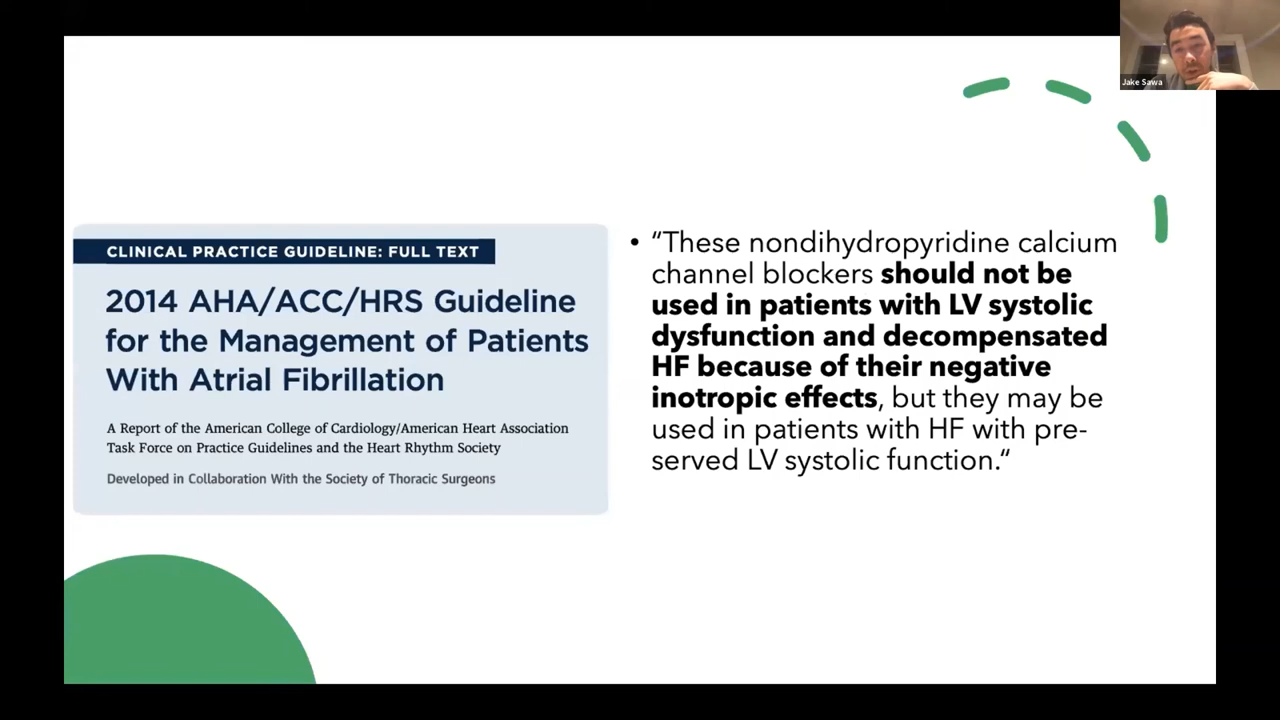 Jake Sawa
CLINICAL PRACTICE GUIDELINE: FULL TEXT
2014 AHA/ACC/HRS Guideline
for the Management of Patients
With Atrial Fibrillation
A Report of the American College of Cardiology/American Heart Association
Task Force on Practice Guidelines and the Heart Rhythm Society
Developed in Collaboration With the Society of Thoracic Surgeons
• “These nondihydropyridine calcium
channel blockers should not be
used in patients with LV systolic
dysfunction and decompensated
HF because of their negative
inotropic effects, but they may be
used in patients with HF with pre-
served LV systolic function.“